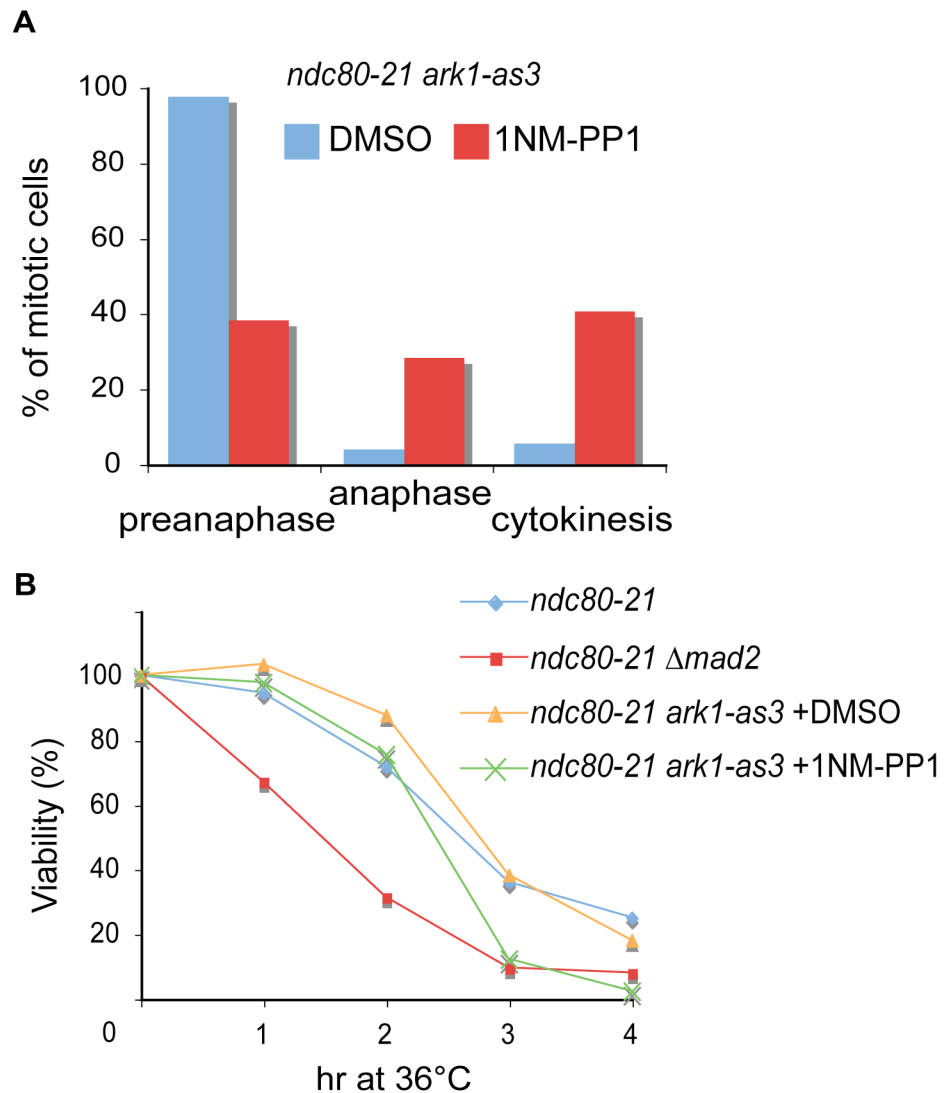 A
ndc80-21 ark1-as3
DMSO 1NM-PP1
% of mitotic cells
100
80
60
40
20
0
preanaphase
anaphase
cytokinesis
B
ndc80-21
ndc80-21 Δmad2
ndc80-21 ark1-as3 +DMSO
ndc80-21 ark1-as3 +1NM-PP1
Viability (%)
100
80
60
40
20
0 1 2 3 4
hr at 36°C